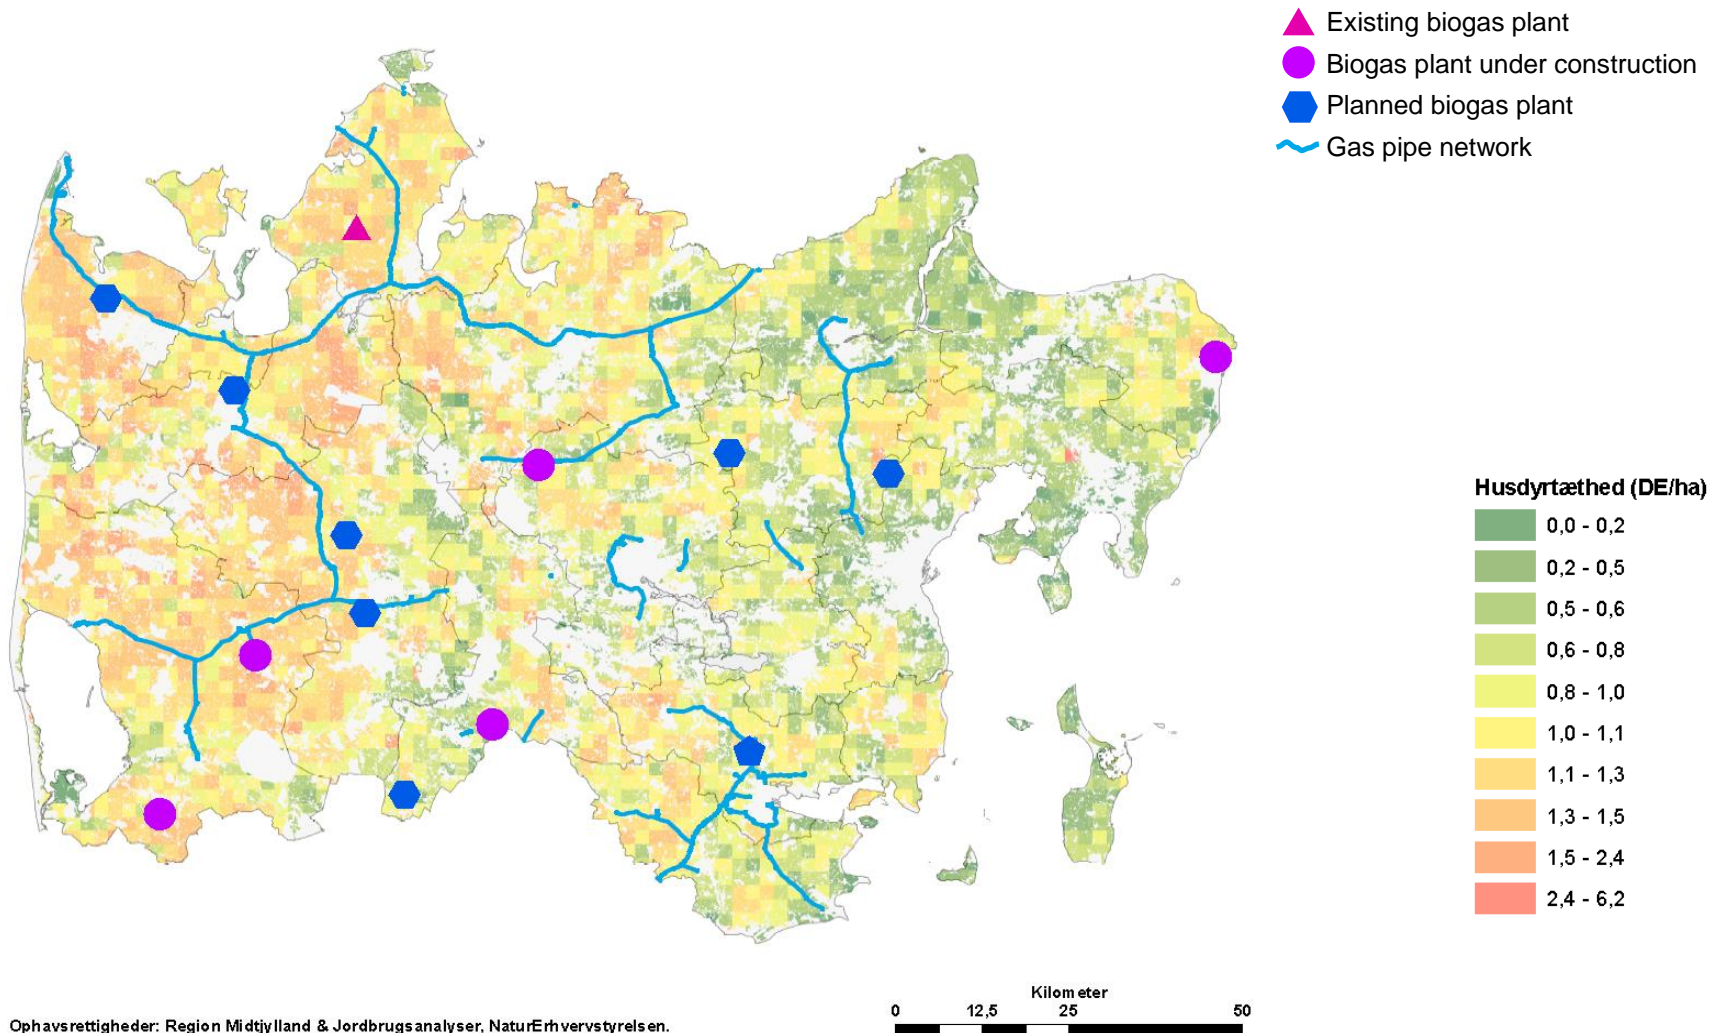 Existing biogas plant
Biogas plant under construction
Planned biogas plant
Gas pipe network
Husdyrtæthed (DE/ha)
0,0 - 0,2
0,2 - 0,5
0,5 - 0,6
0,6 - 0,8
0,8 - 1,0
1,0 - 1,1
1,1 - 1,3
1,3 - 1,5
1,5 - 2,4
2,4 - 6,2
Kilometer
0 12,5 25 50
Ophavsrettigheder: Region Midtjylland & Jordbrugsanalyser, NaturErhvervstyrelsen.